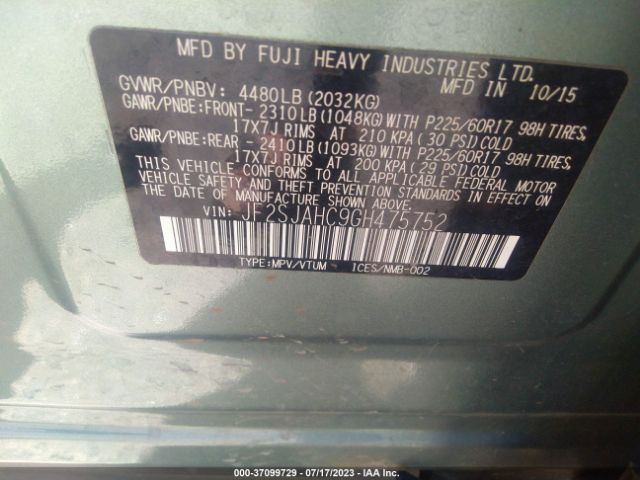 MFD BY FUJI HEAVY INDUSTRIES LTD.
MFD IN 10/15
GVWR/PNBV: 4480LB (2032KG)
GAWR/PNBE:FRONT- 2310LB (1048KG) WITH P225/60R17 98H TIRES,
17X7J RIMS AT 210 KPA (30 PSI) COLD
GAWR/PNBE:REAR - 2410LB (1093KG) WITH P225/60R17 98H TIRES,
17X7J RIMS AT 200 KPA (29 PSI) COLD
THIS VEHICLE CONFORMS TO ALL APPLICABLE FEDERAL MOTOR
VEHICLE SAFETY AND THEFT PREVENTION STANDARDS IN EFFECT ON
THE DATE OF MANUFACTURE SHOWN ABOVE.
VIN: JF2SJAHC9GH475752
TYPE:MPV/VTUM ICES/NMB-002
000-37099729 - 07/17/2023 - IAA Inc.